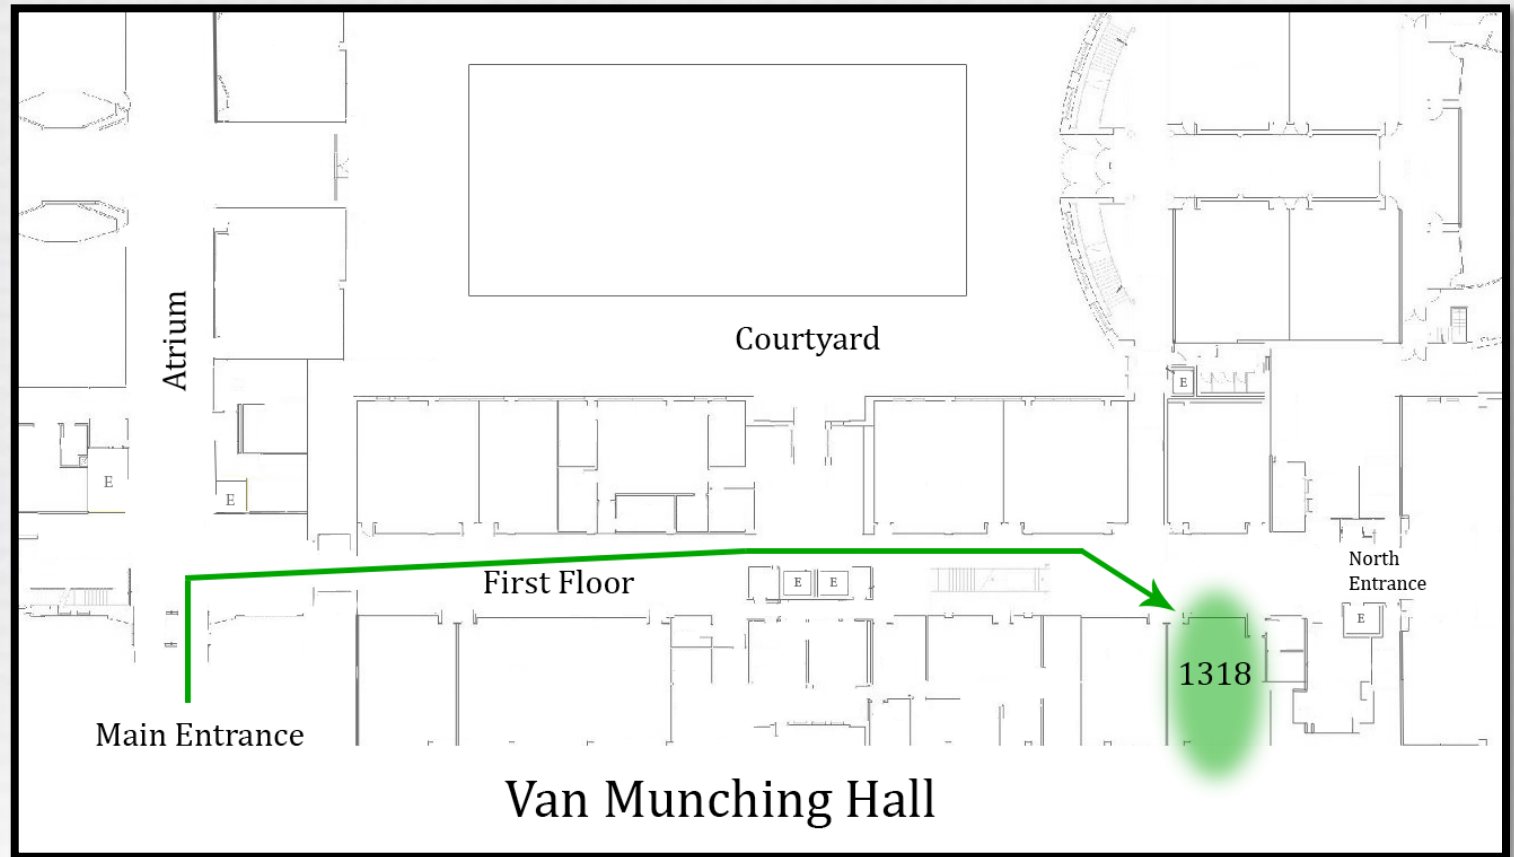 Atrium
Courtyard
E
E
E
First Floor
E
E
North
Entrance
E
1318
Main Entrance
Van Munching Hall